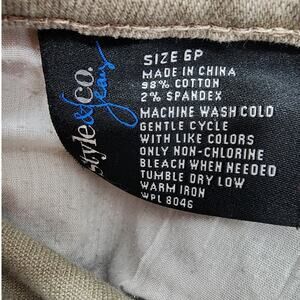 style&co.
jeans
SIZE 6P
MADE IN CHINA
98% COTTON
2% SPANDEX
MACHINE WASH COLD
GENTLE CYCLE
WITH LIKE COLORS
ONLY NON-CHLORINE
BLEACH WHEN NEEDED
TUMBLE DRY LOW
WARM IRON
WPL 8046